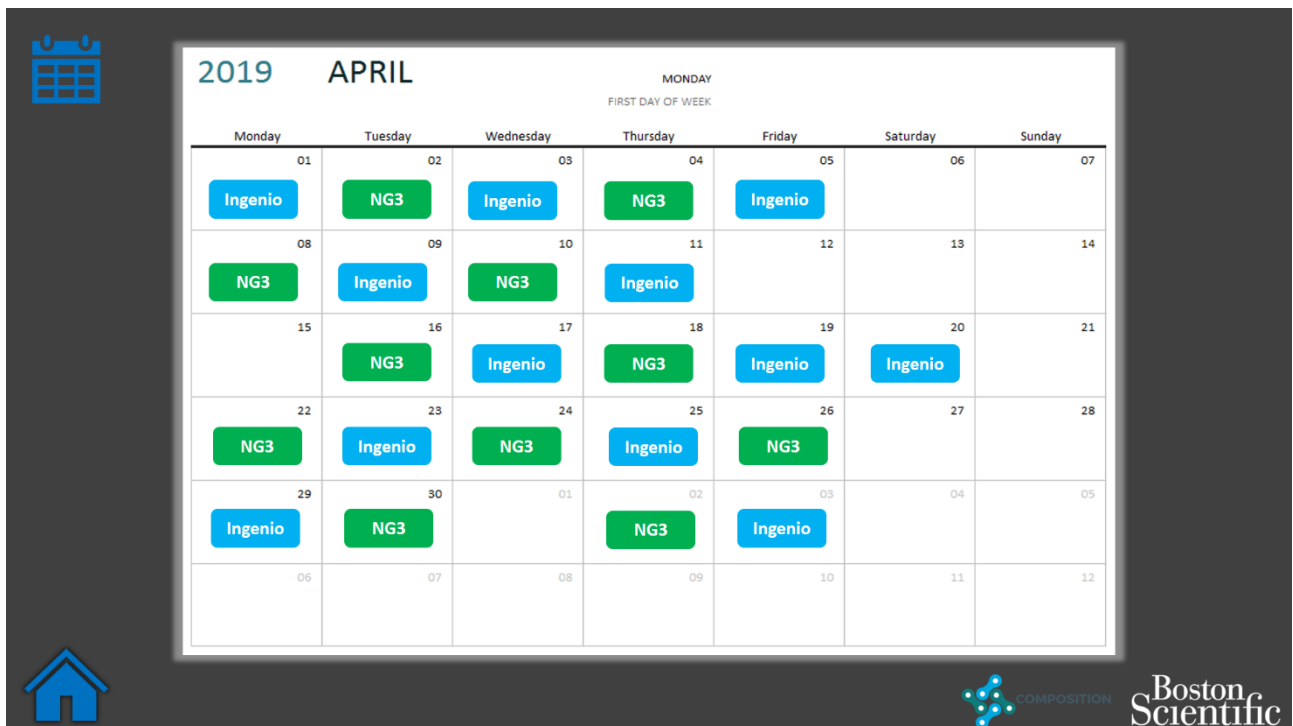 2019 APRIL MONDAY
FIRST DAY OF WEEK
Monday Tuesday Wednesday Thursday Friday Saturday Sunday
01 02 03 04 05 06 07
Ingenio NG3 Ingenio NG3 Ingenio
08 09 10 11 12 13 14
NG3 Ingenio NG3 Ingenio
15 16 17 18 19 20 21
NG3 Ingenio NG3 Ingenio Ingenio
22 23 24 25 26 27 28
NG3 Ingenio NG3 Ingenio NG3
29 30 01 02 03 04 05
Ingenio NG3 NG3 Ingenio
06 07 08 09 10 11 12
COMPOSITION
Boston
Scientific